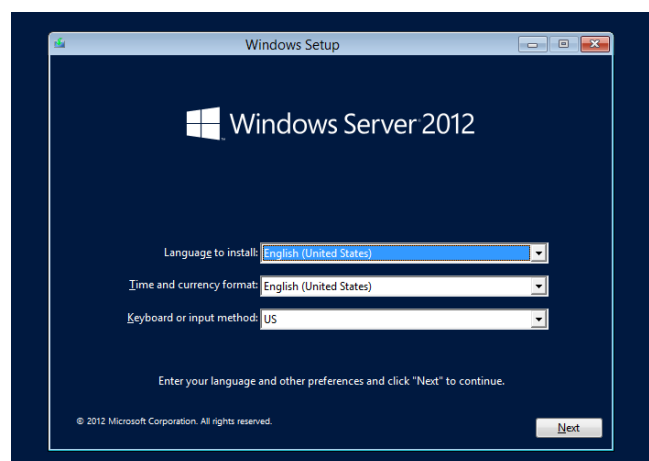 Windows Setup
Windows Server 2012
Language to install: English (United States)
Time and currency format: English (United States)
Keyboard or input method: US
Enter your language and other preferences and click "Next" to continue.
© 2012 Microsoft Corporation. All rights reserved.
Next